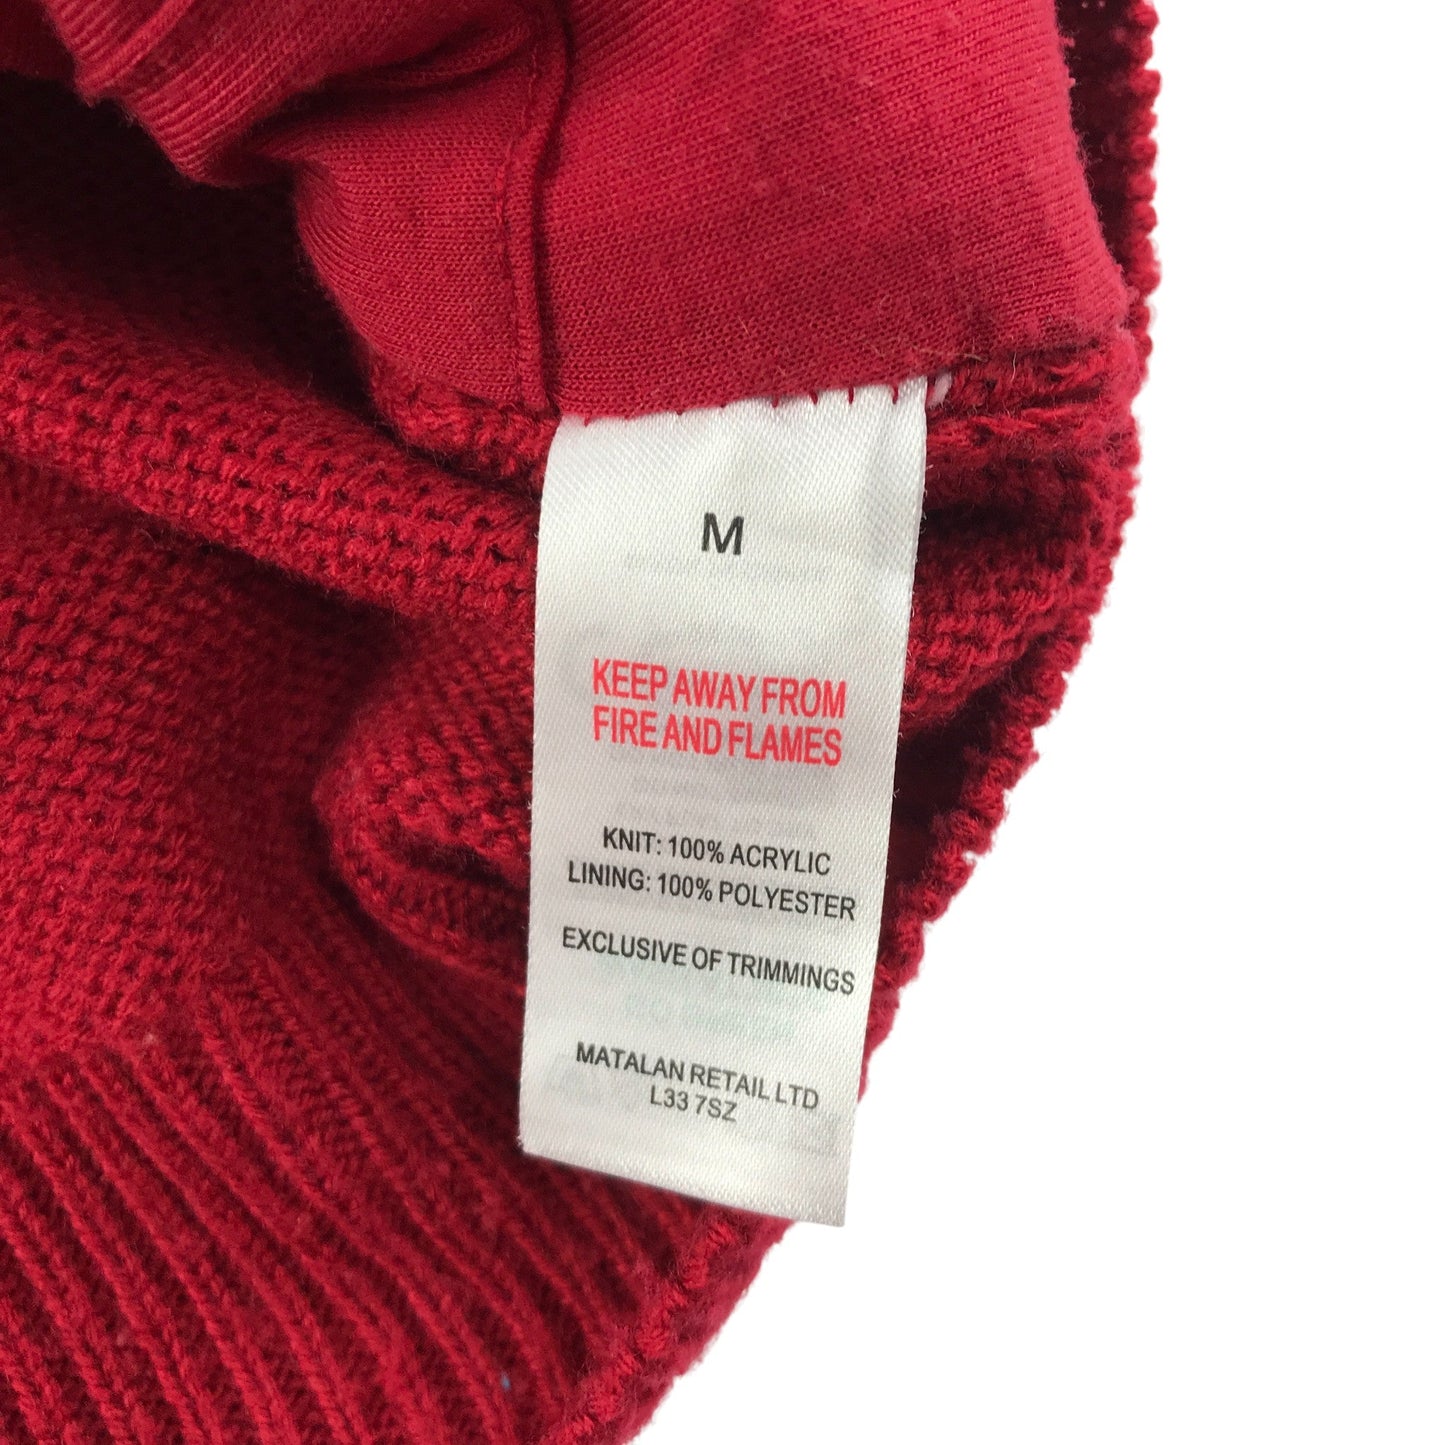 M
KEEP AWAY FROM
FIRE AND FLAMES
KNIT: 100% ACRYLIC
LINING: 100% POLYESTER
EXCLUSIVE OF TRIMMINGS
MATALAN RETAIL LTD
L33 7SZ